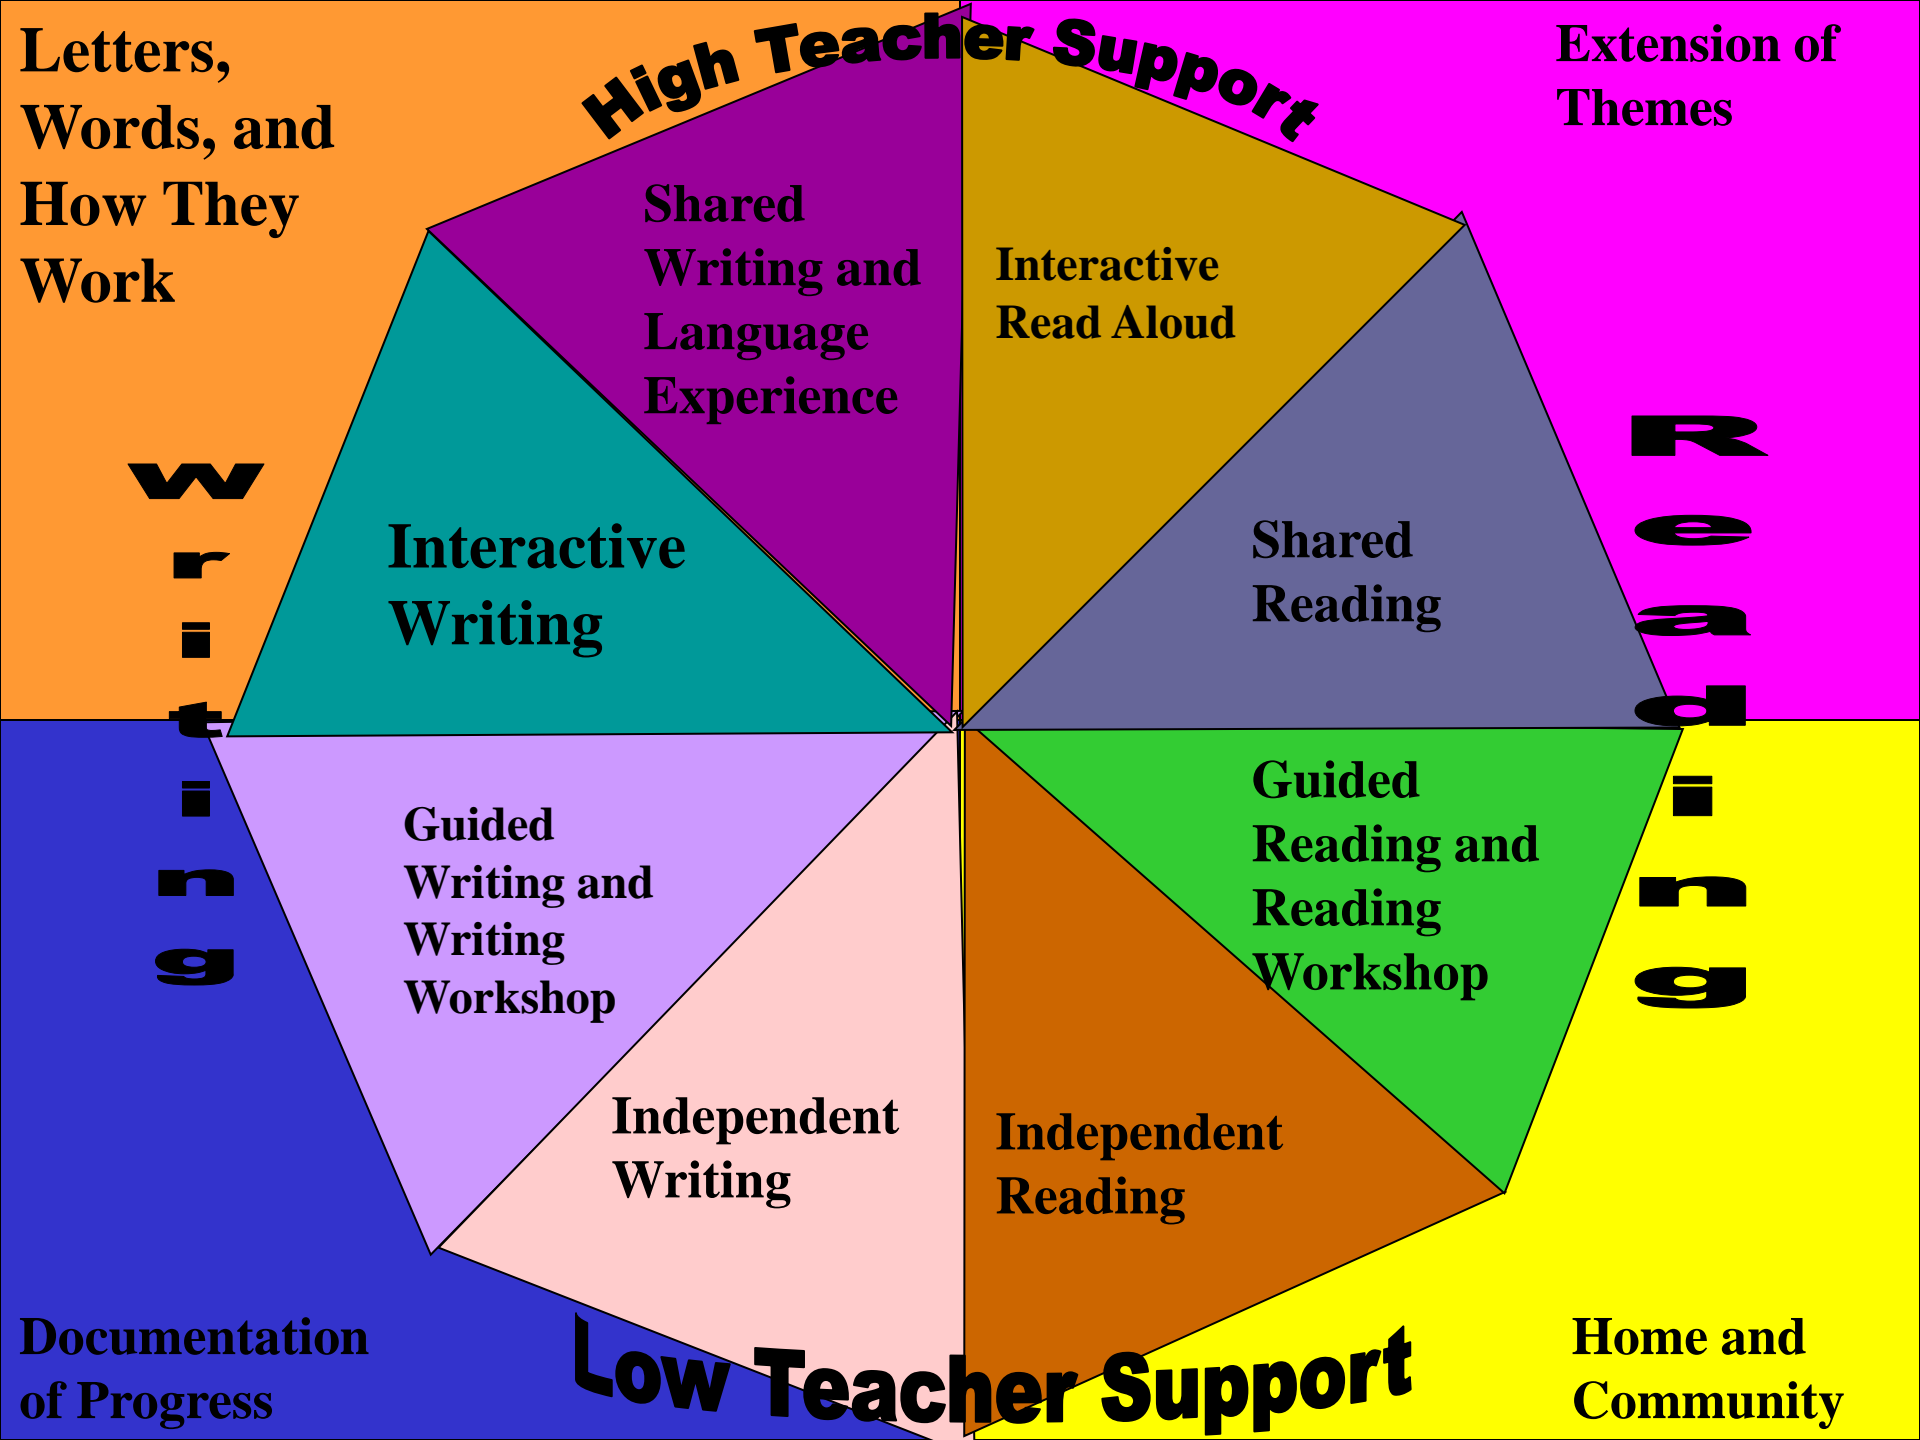 Letters,
Words, and
How They
Work
High Teacher Support
Extension of
Themes
Shared
Writing and
Language
Experience
Interactive
Read Aloud
Writing
Interactive
Writing
Shared
Reading
Reading
Guided
Writing and
Writing
Workshop
Guided
Reading and
Reading
Workshop
Independent
Writing
Independent
Reading
Documentation
of Progress
Low Teacher Support
Home and
Community